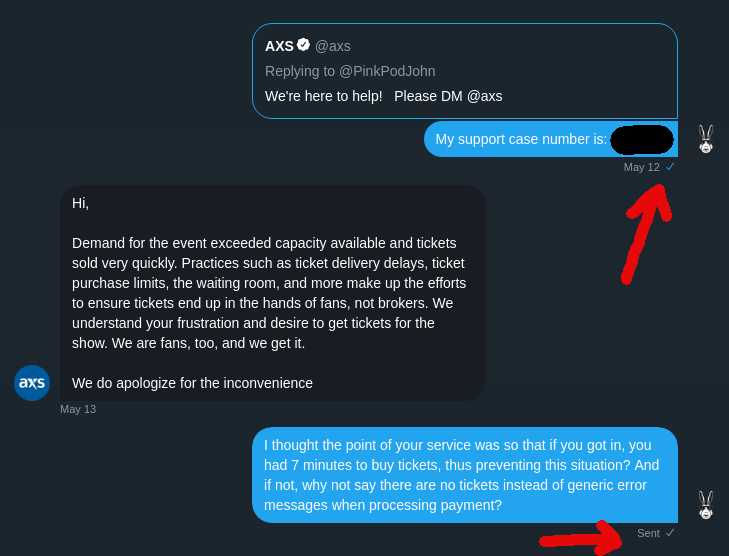 AXS @axs
Replying to @PinkPodJohn
We're here to help!   Please DM @axs
My support case number is:
May 12
Hi,
Demand for the event exceeded capacity available and tickets
sold very quickly. Practices such as ticket delivery delays, ticket
purchase limits, the waiting room, and more make up the efforts
to ensure tickets end up in the hands of fans, not brokers. We
understand your frustration and desire to get tickets for the
show. We are fans, too, and we get it.
We do apologize for the inconvenience
axs
May 13
I thought the point of your service was so that if you got in, you
had 7 minutes to buy tickets, thus preventing this situation? And
if not, why not say there are no tickets instead of generic error
messages when processing payment?
Sent